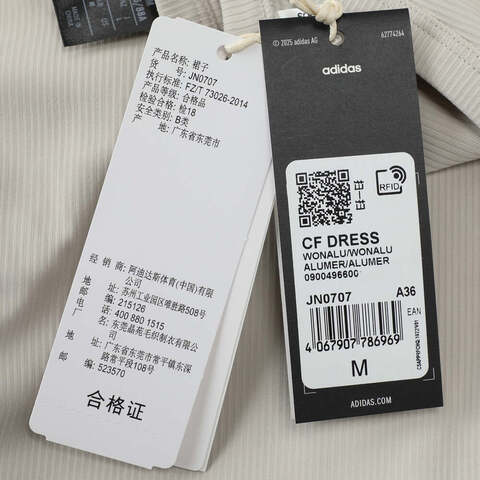 产品名称: 裙子
货 号: JN0707
执行标准: FZ/T 73026-2014
产品等级: 合格品
检验合格: 检18
安全类别: B类
产 地: 广东省东莞市
经 销 商: 阿迪达斯体育(中国)有限
公司
地 址: 苏州工业园区唯胜路508号
邮 编: 215126
电 话: 400 880 1515
厂 名: 东莞晶苑毛织制衣有限公
司
地 址: 广东省东莞市常平镇东深
路常平段108号
邮 编: 523570
合格证
© 2025 adidas AG
62774264
adidas
RFID
CF DRESS
WONALU/WONALU
ALUMER/ALUMER
0900496600
JN0707 A36
EAN
4 067907 786969
M
ADIDAS.COM